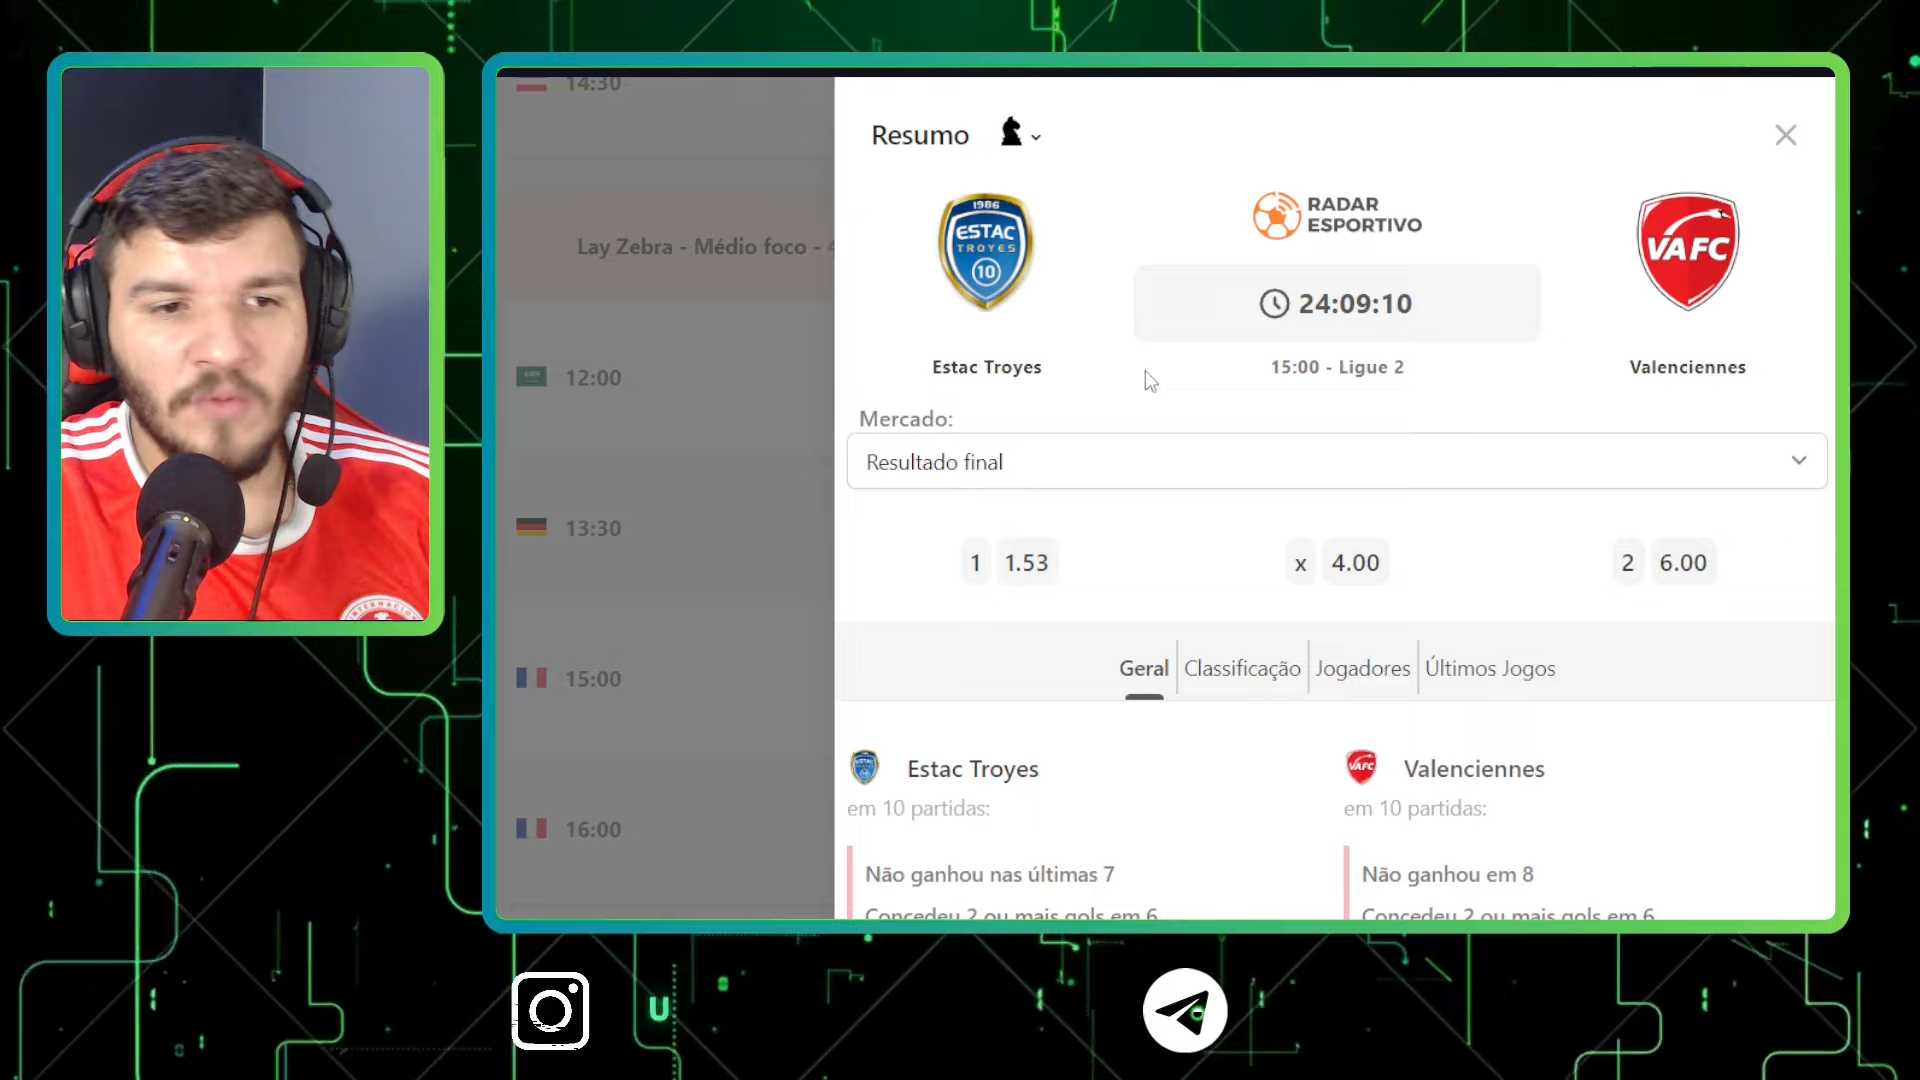 14:30
Lay Zebra - Médio foco - 4
12:00
13:30
15:00
16:00
Resumo
1986
ESTAC
TROYES
10
RADAR
ESPORTIVO
VAFC
24:09:10
Estac Troyes
15:00 - Ligue 2
Valenciennes
Mercado:
Resultado final
1 1.53
x 4.00
2 6.00
Geral
Classificação
Jogadores
Últimos Jogos
Estac Troyes
em 10 partidas:
Não ganhou nas últimas 7
Concedeu 2 ou mais gols em 6
VAFC
Valenciennes
em 10 partidas:
Não ganhou em 8
Concedeu 2 ou mais gols em 6
U